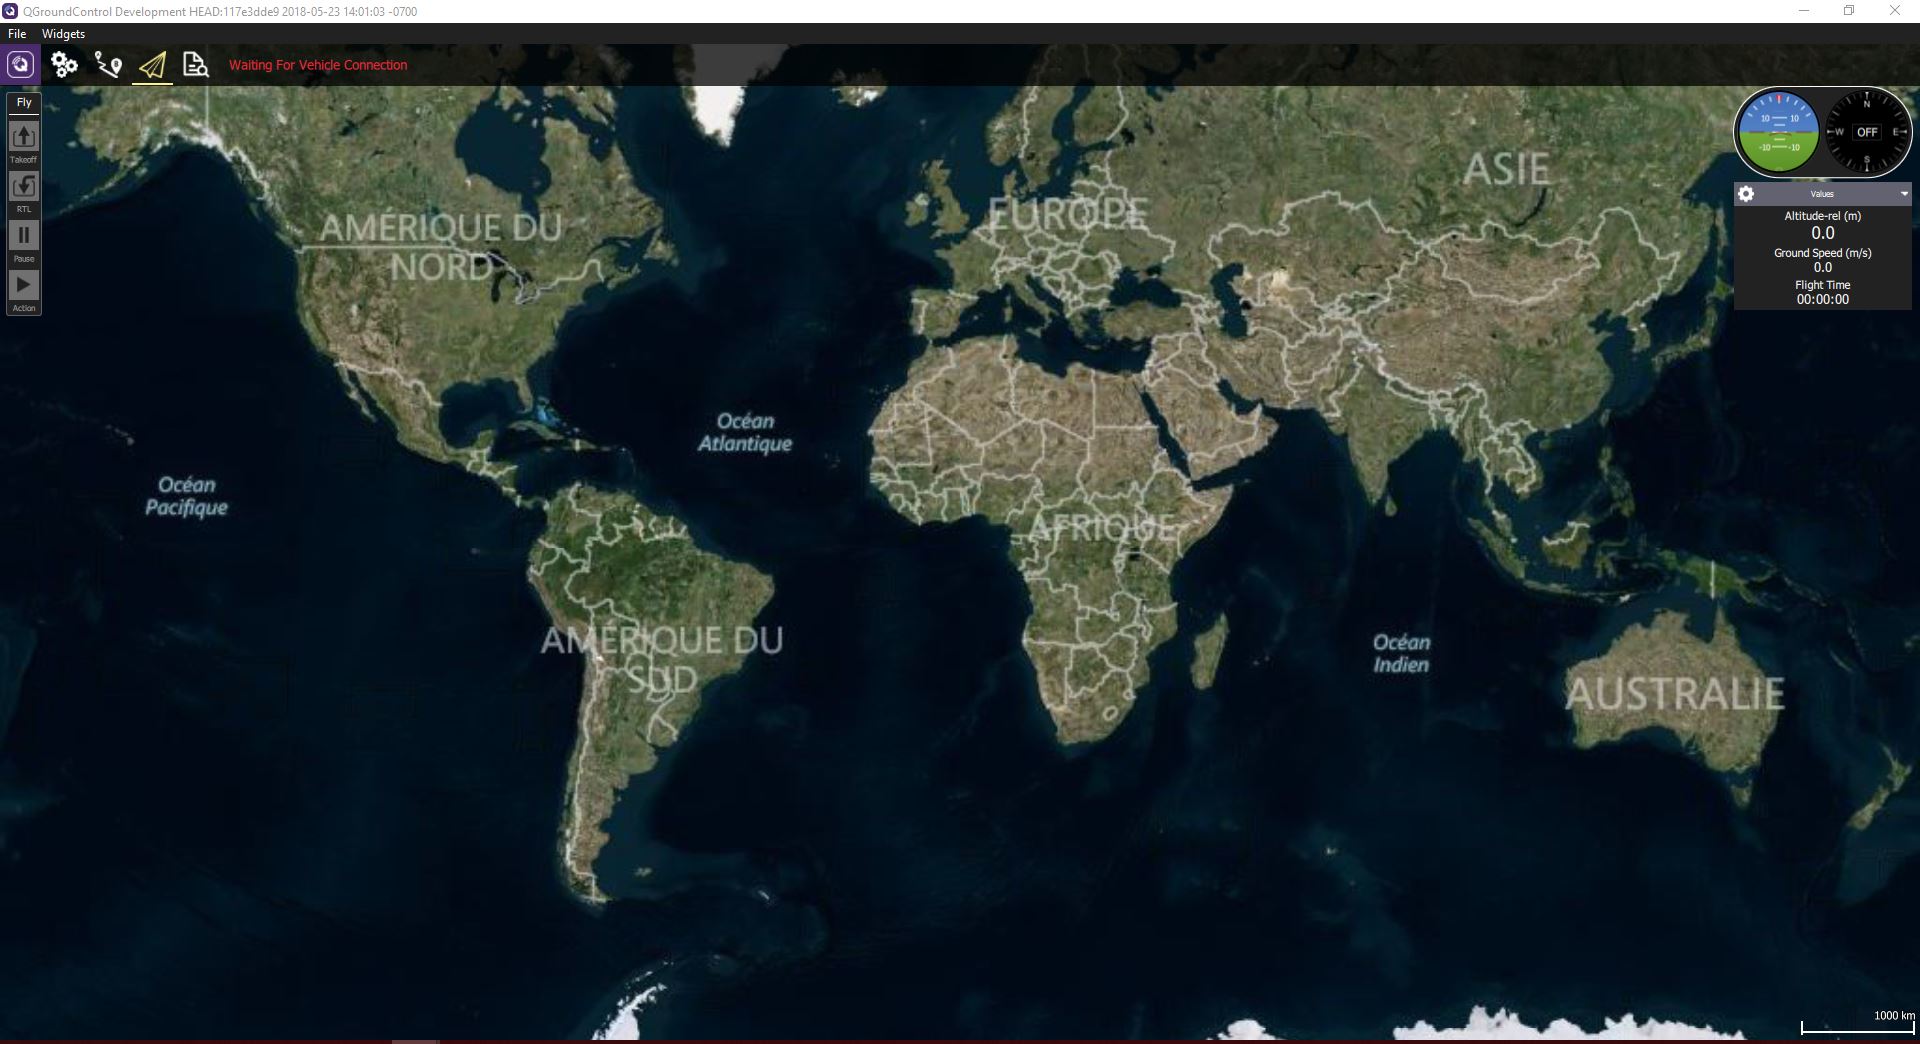 QGroundControl Development HEAD:117e3dde9 2018-05-23 14:01:03 -0700
File Widgets
Waiting For Vehicle Connection
Fly
Takeoff
RTL
Pause
Action
10 10
-10 -10
N
W OFF E
S
Values
Altitude-rel (m)
0.0
Ground Speed (m/s)
0.0
Flight Time
00:00:00
AMÉRIQUE DU
NORD
EUROPE
ASIE
Océan
Atlantique
Océan
Pacifique
AFRIQUE
AMÉRIQUE DU
SUD
Océan
Indien
AUSTRALIE
1000 km